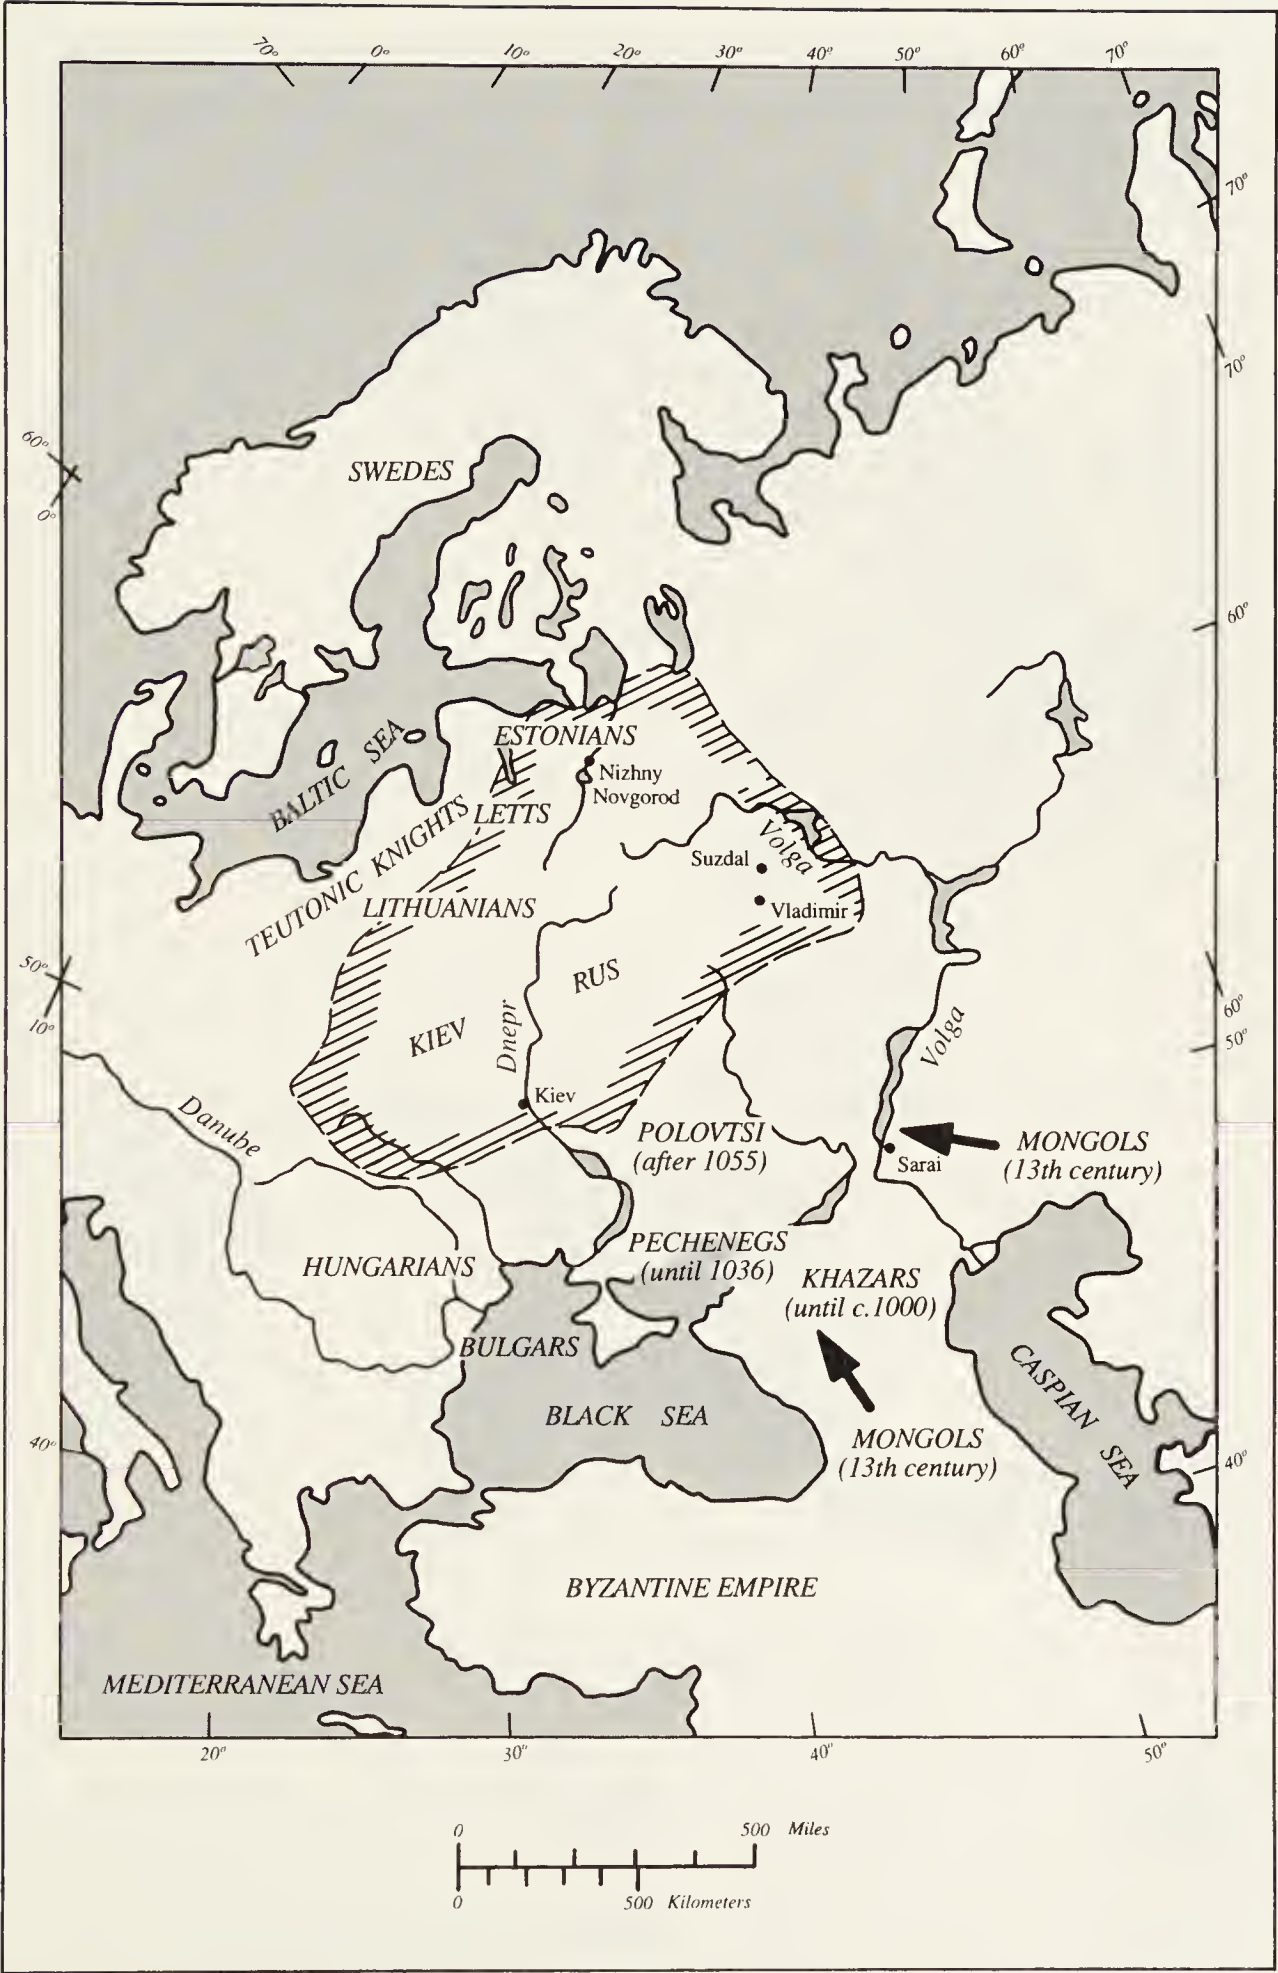 70° 0° 10° 20° 30° 40° 50° 60° 70°
70°
70°
60°
0°
SWEDES
60°
ESTONIANS
Nizhny
Novgorod
BALTIC SEA
LETTS
TEUTONIC KNIGHTS
Volga
Suzdal
Vladimir
LITHUANIANS
50°
10°
RUS
KIEV
Dnepr
60°
50°
Volga
Kiev
Danube
POLOVTSI
(after 1055)
MONGOLS
(13th century)
Sarai
PECHENEGS
(until 1036)
HUNGARIANS
KHAZARS
(until c.1000)
BULGARS
CASPIAN SEA
BLACK SEA
MONGOLS
(13th century)
40°
40°
BYZANTINE EMPIRE
MEDITERRANEAN SEA
20° 30° 40° 50°
0 500 Miles
0 500 Kilometers